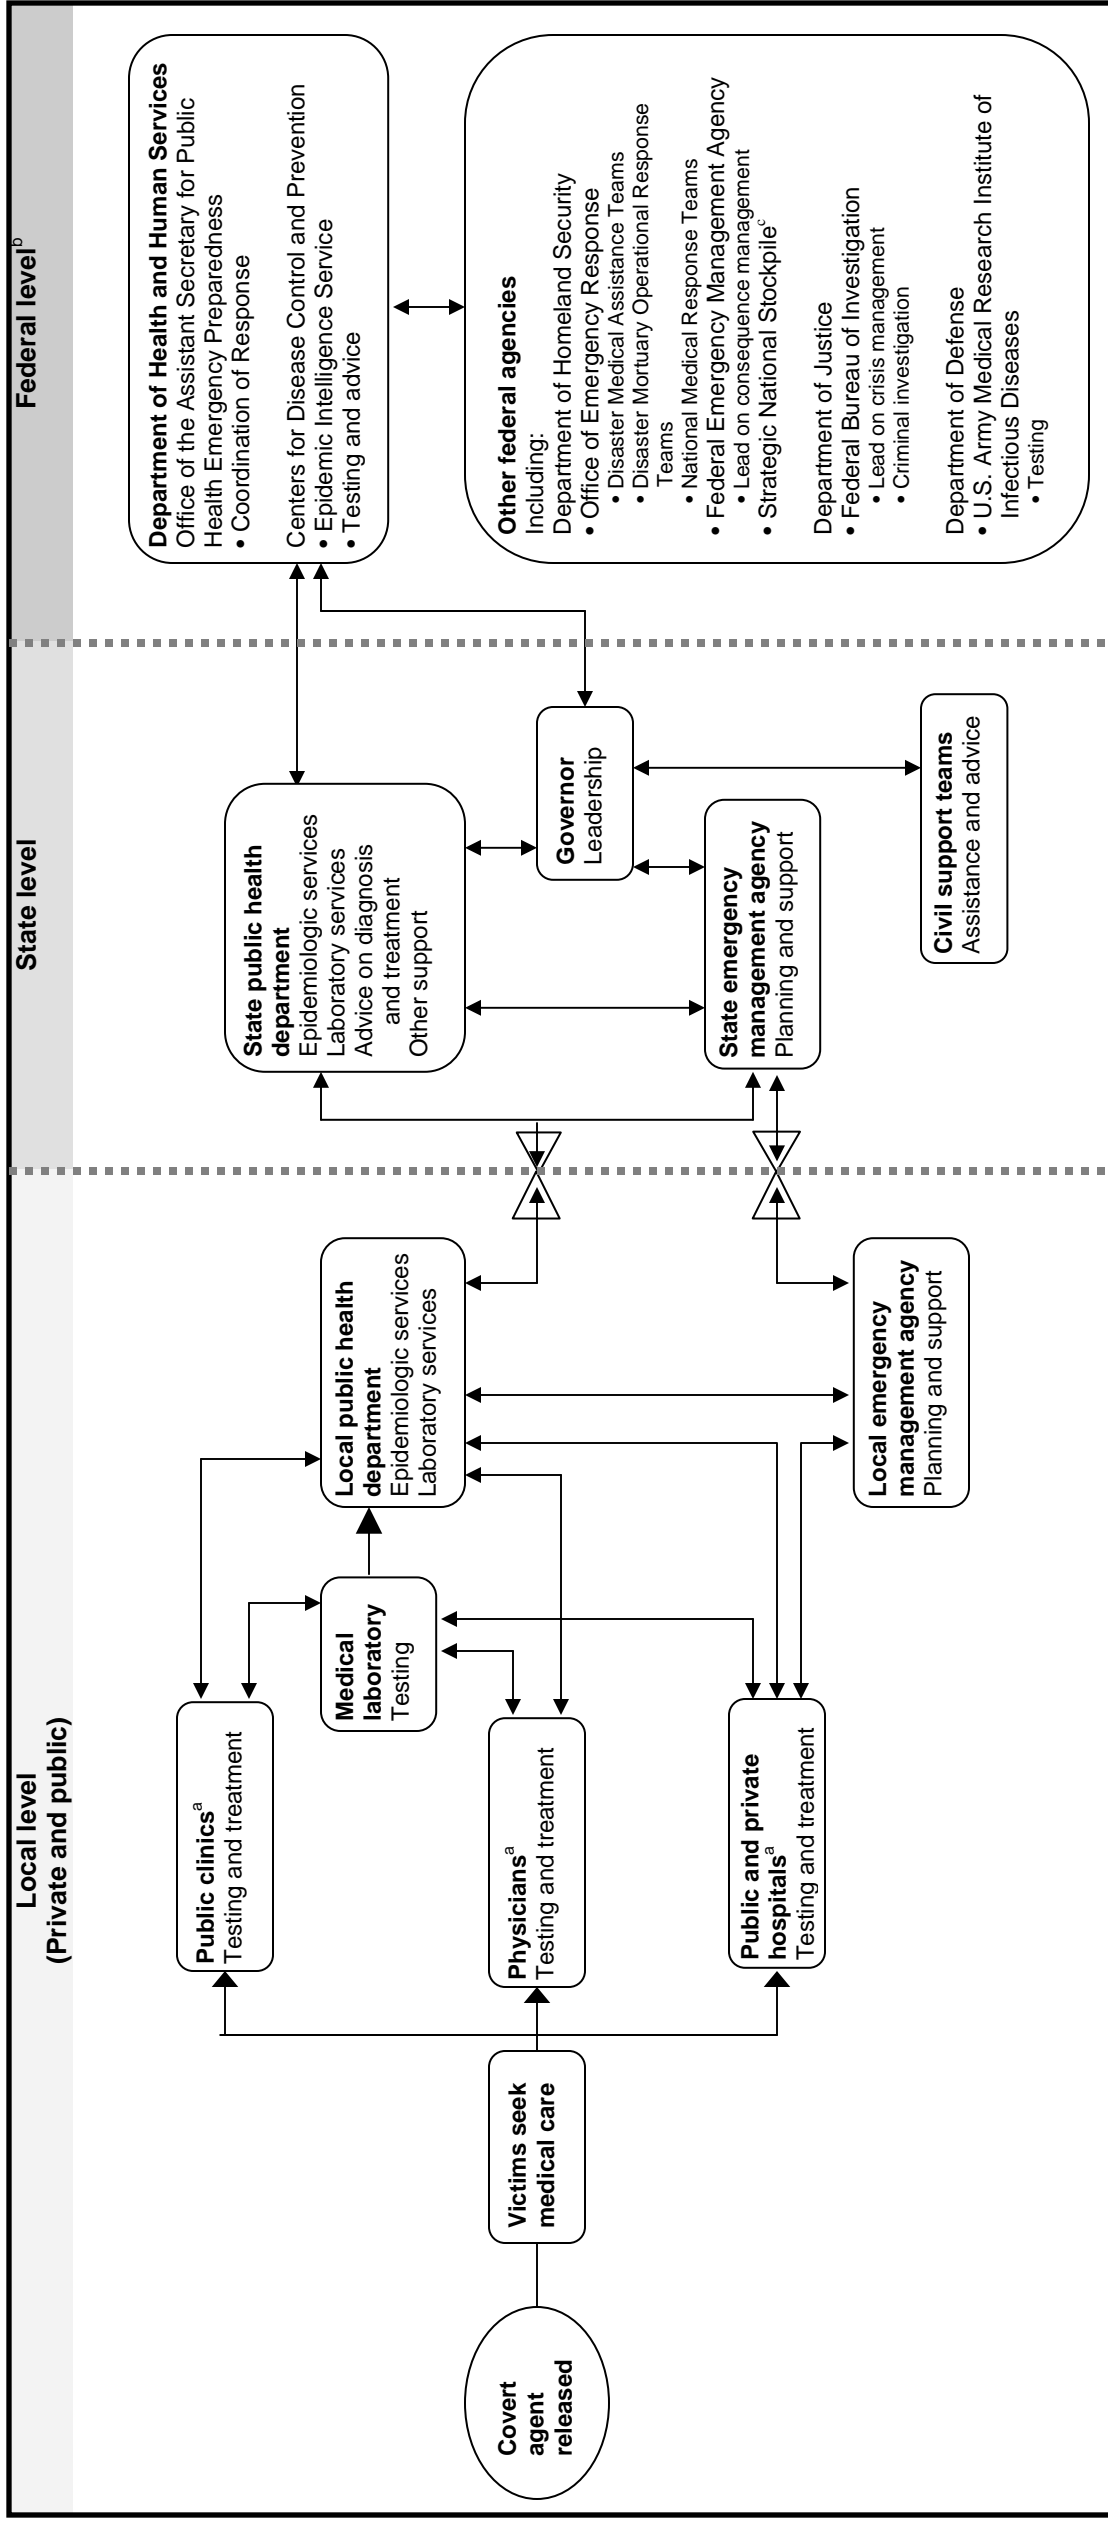 Local level
(Private and public)
State level
Federal levelᵇ
Covert
agent
released
Victims seek
medical care
Public clinicsᵃ
Testing and treatment
Physiciansᵃ
Testing and treatment
Public and private
hospitalsᵃ
Testing and treatment
Medical
laboratory
Testing
Local public health
department
Epidemiologic services
Laboratory services
Local emergency
management agency
Planning and support
State public health
department
Epidemiologic services
Laboratory services
Advice on diagnosis
and treatment
Other support
State emergency
management agency
Planning and support
Governor
Leadership
Civil support teams
Assistance and advice
Department of Health and Human Services
Office of the Assistant Secretary for Public
Health Emergency Preparedness
• Coordination of Response
Centers for Disease Control and Prevention
• Epidemic Intelligence Service
• Testing and advice
Other federal agencies
Including:
Department of Homeland Security
• Office of Emergency Response
• Disaster Medical Assistance Teams
• Disaster Mortuary Operational Response
Teams
• National Medical Response Teams
• Federal Emergency Management Agency
• Lead on consequence management
• Strategic National Stockpileᶜ
Department of Justice
• Federal Bureau of Investigation
• Lead on crisis management
• Criminal investigation
Department of Defense
• U.S. Army Medical Research Institute of
Infectious Diseases
• Testing